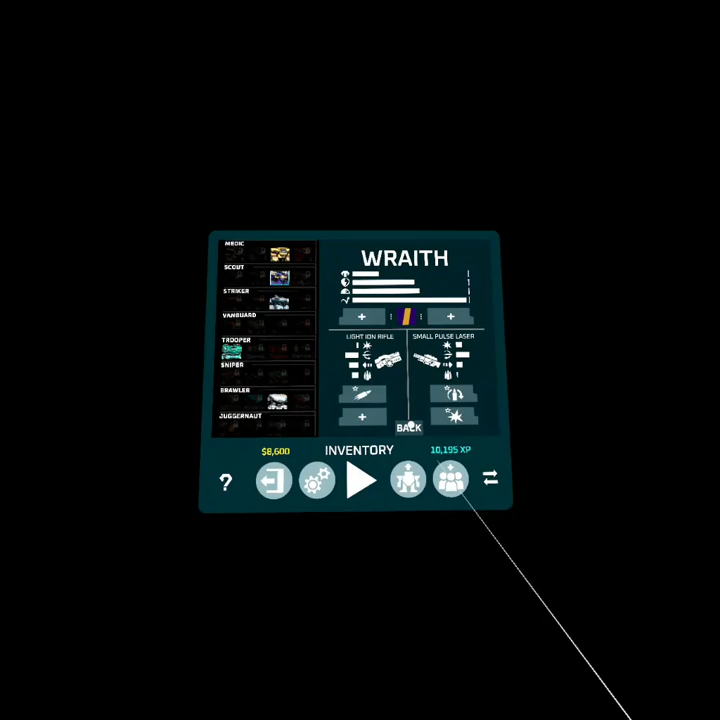 MEDIC
SCOUT
STRIKER
VANGUARD
TROOPER
SNIPER
BRAWLER
JUGGERNAUT
WRAITH
+
+
LIGHT ION RIFLE
SMALL PULSE LASER
+
BACK
$8,600
INVENTORY
10,195 XP
?